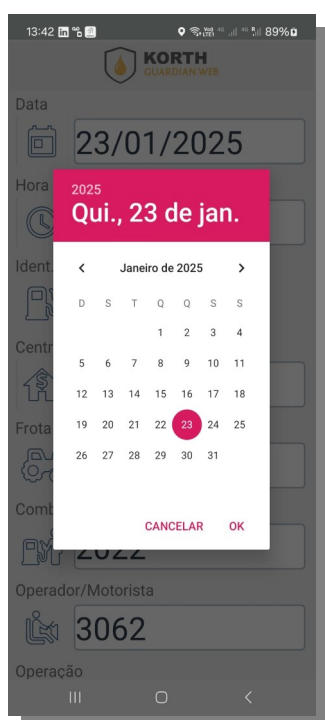 13:42 89%
KORTH
GUARDIAN WEB
Data
23/01/2025
Hora
2025
Qui., 23 de jan.
Ident.
Janeiro de 2025
D S T Q Q S S
1 2 3 4
Centr
5 6 7 8 9 10 11
12 13 14 15 16 17 18
Frota
19 20 21 22 23 24 25
26 27 28 29 30 31
Comb
CANCELAR OK
2022
Operador/Motorista
3062
Operação